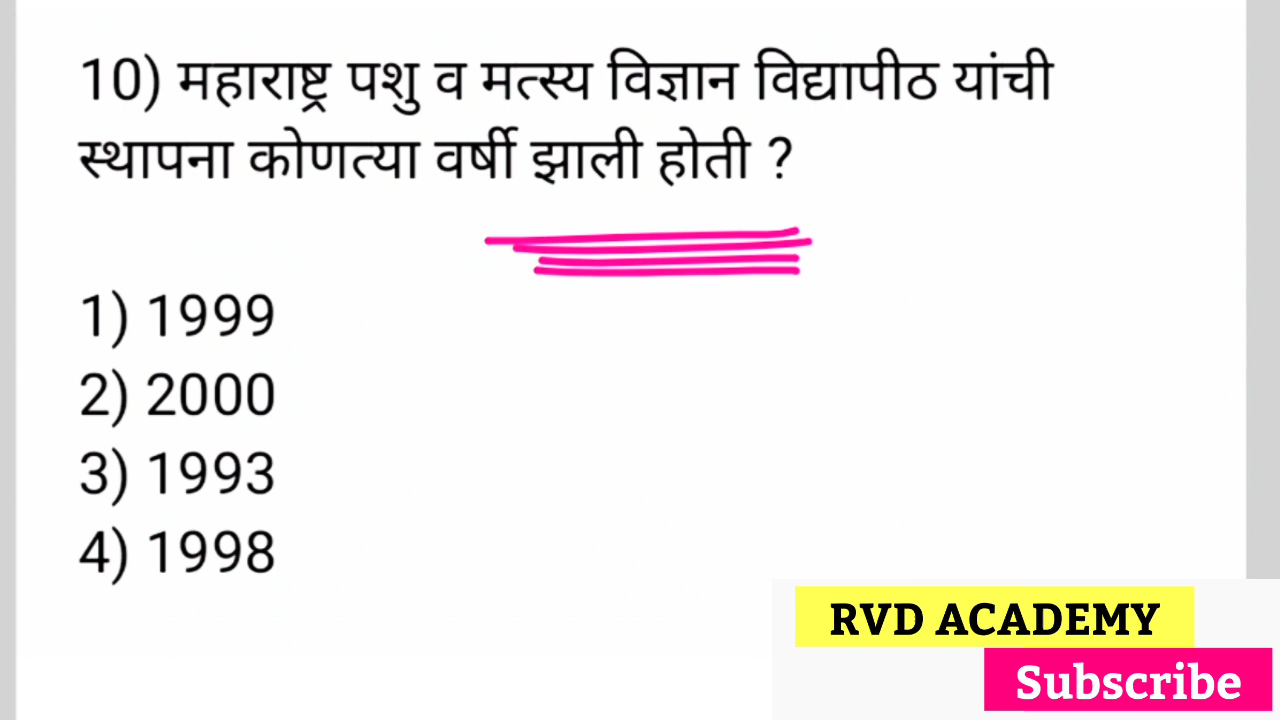 10) महाराष्ट्र पशु व मत्स्य विज्ञान विद्यापीठ यांची
स्थापना कोणत्या वर्षी झाली होती ?
1) 1999
2) 2000
3) 1993
4) 1998
RVD ACADEMY
Subscribe